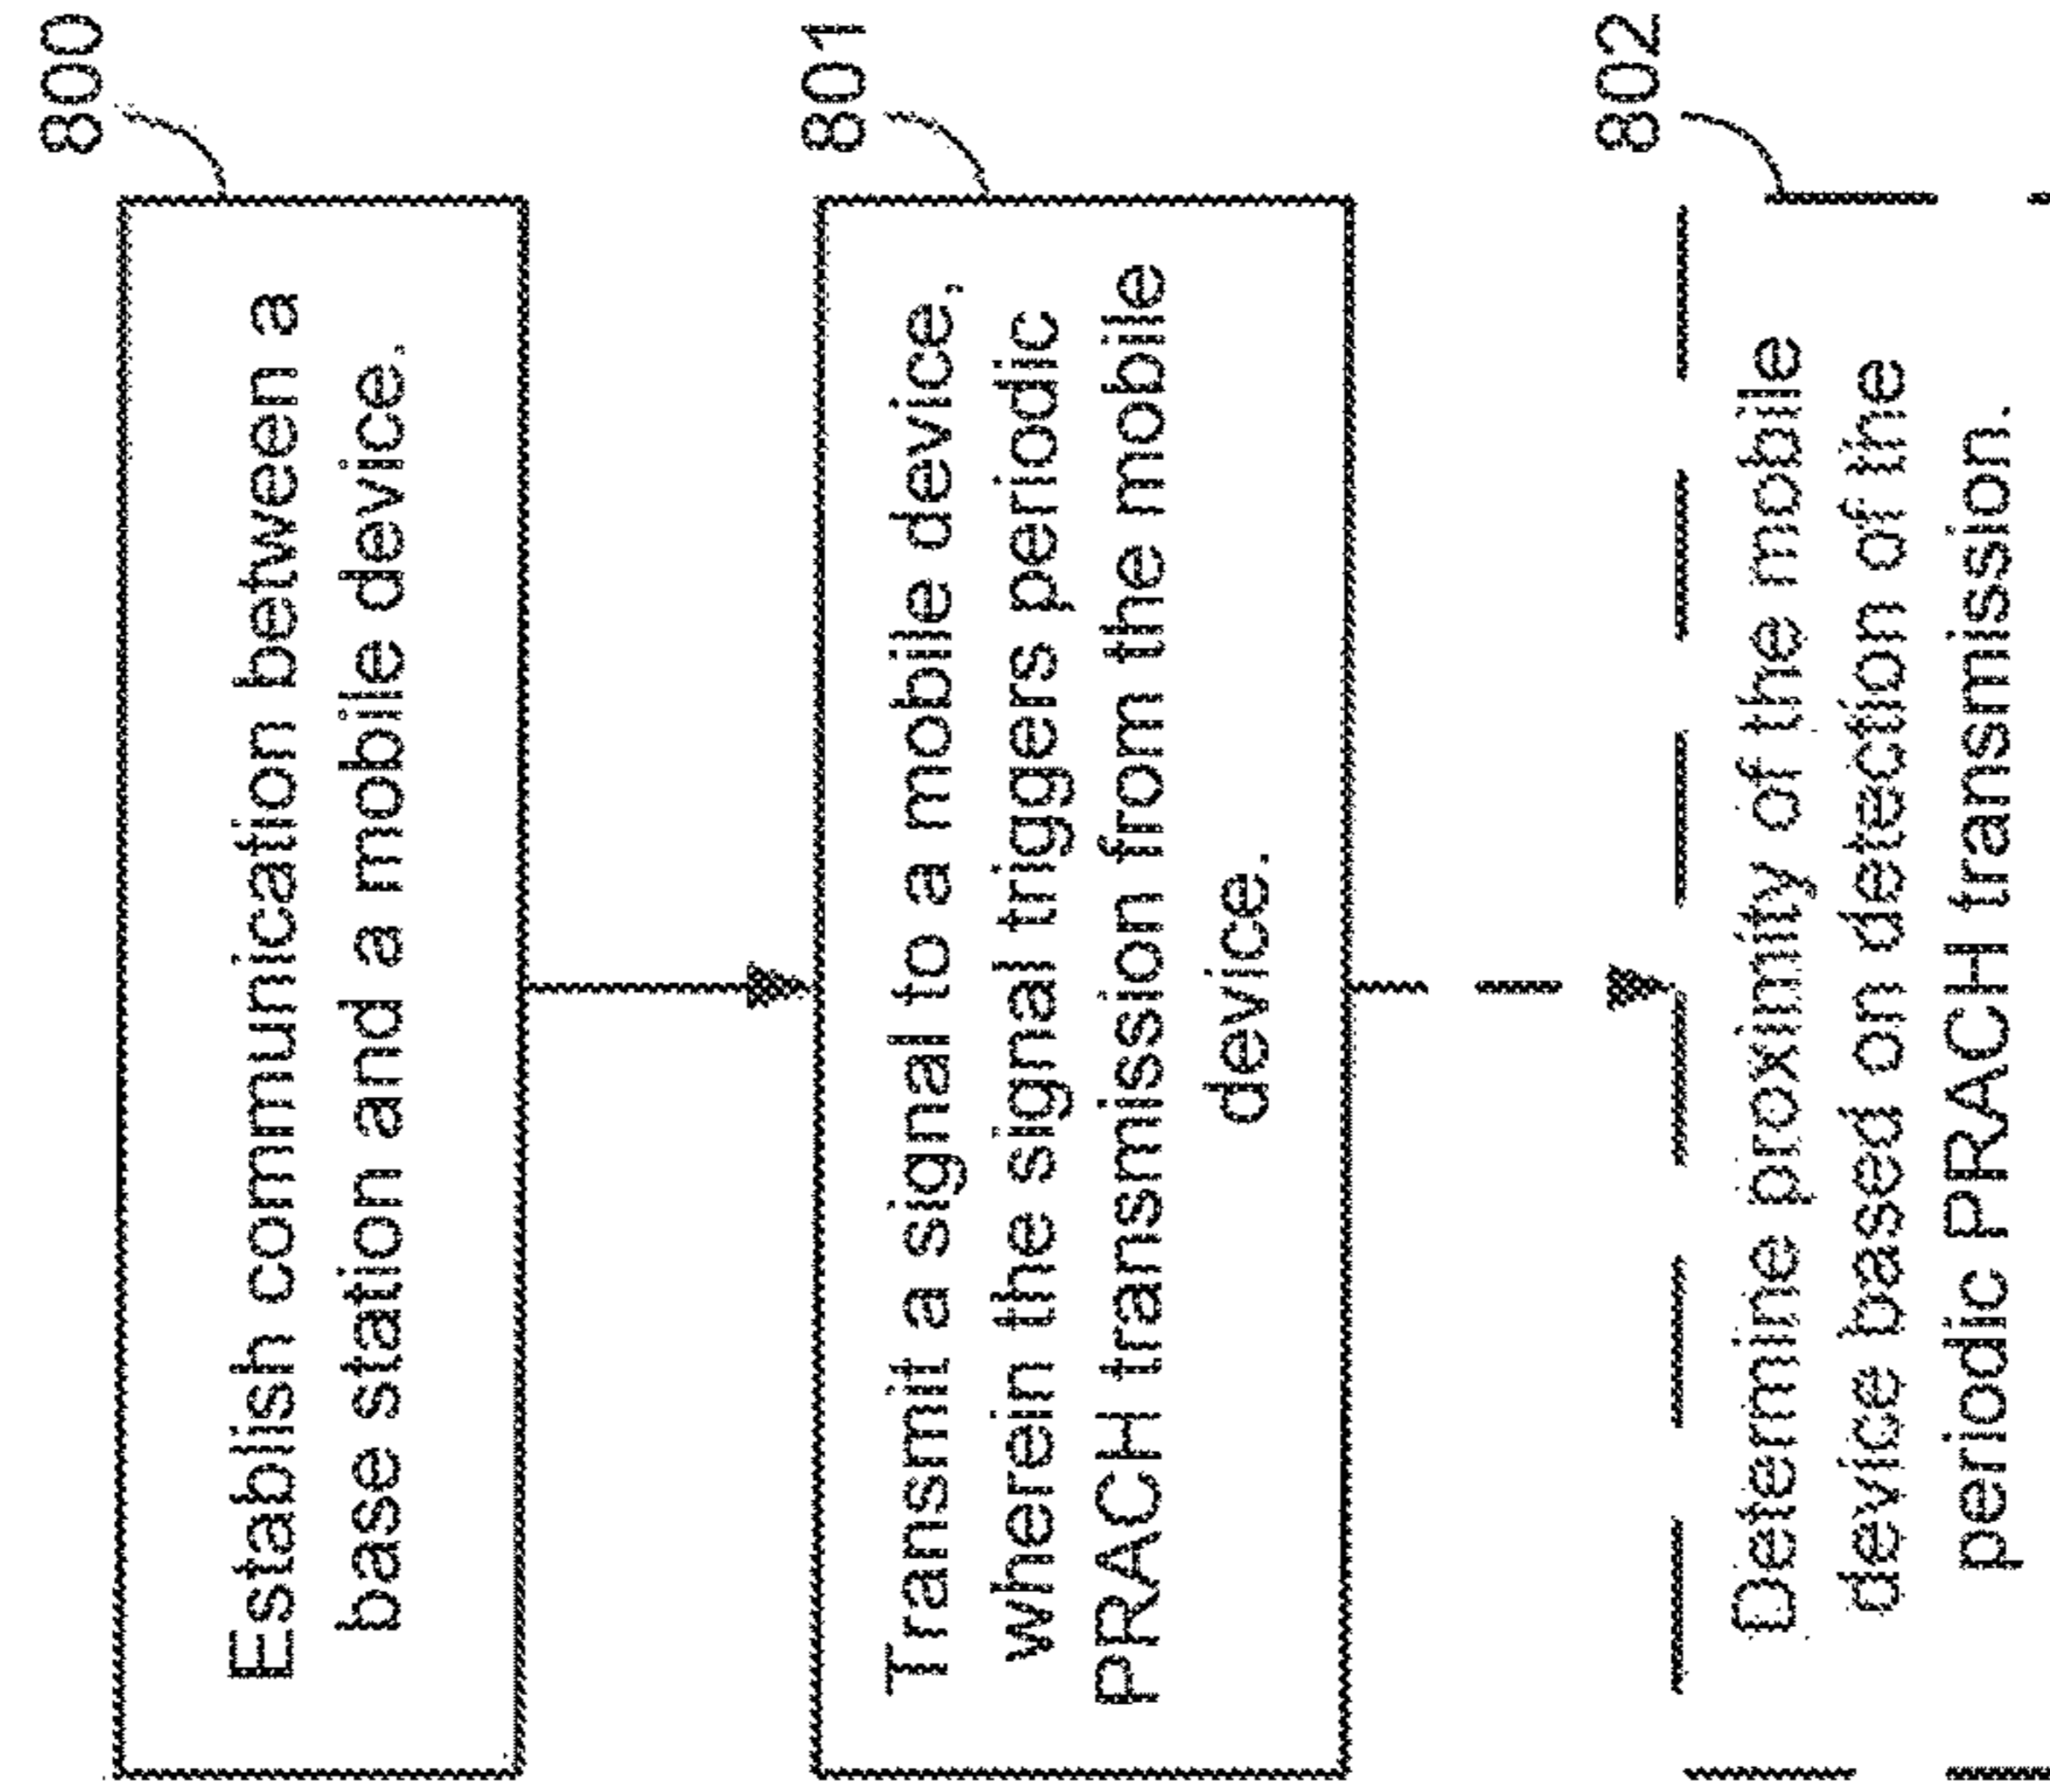 800
Establish communication between a
base station and a mobile device.
801
Transmit a signal to a mobile device,
wherein the signal triggers periodic
PRACH transmission from the mobile
device.
802
Determine proximity of the mobile
device based on detection of the
periodic PRACH transmission.